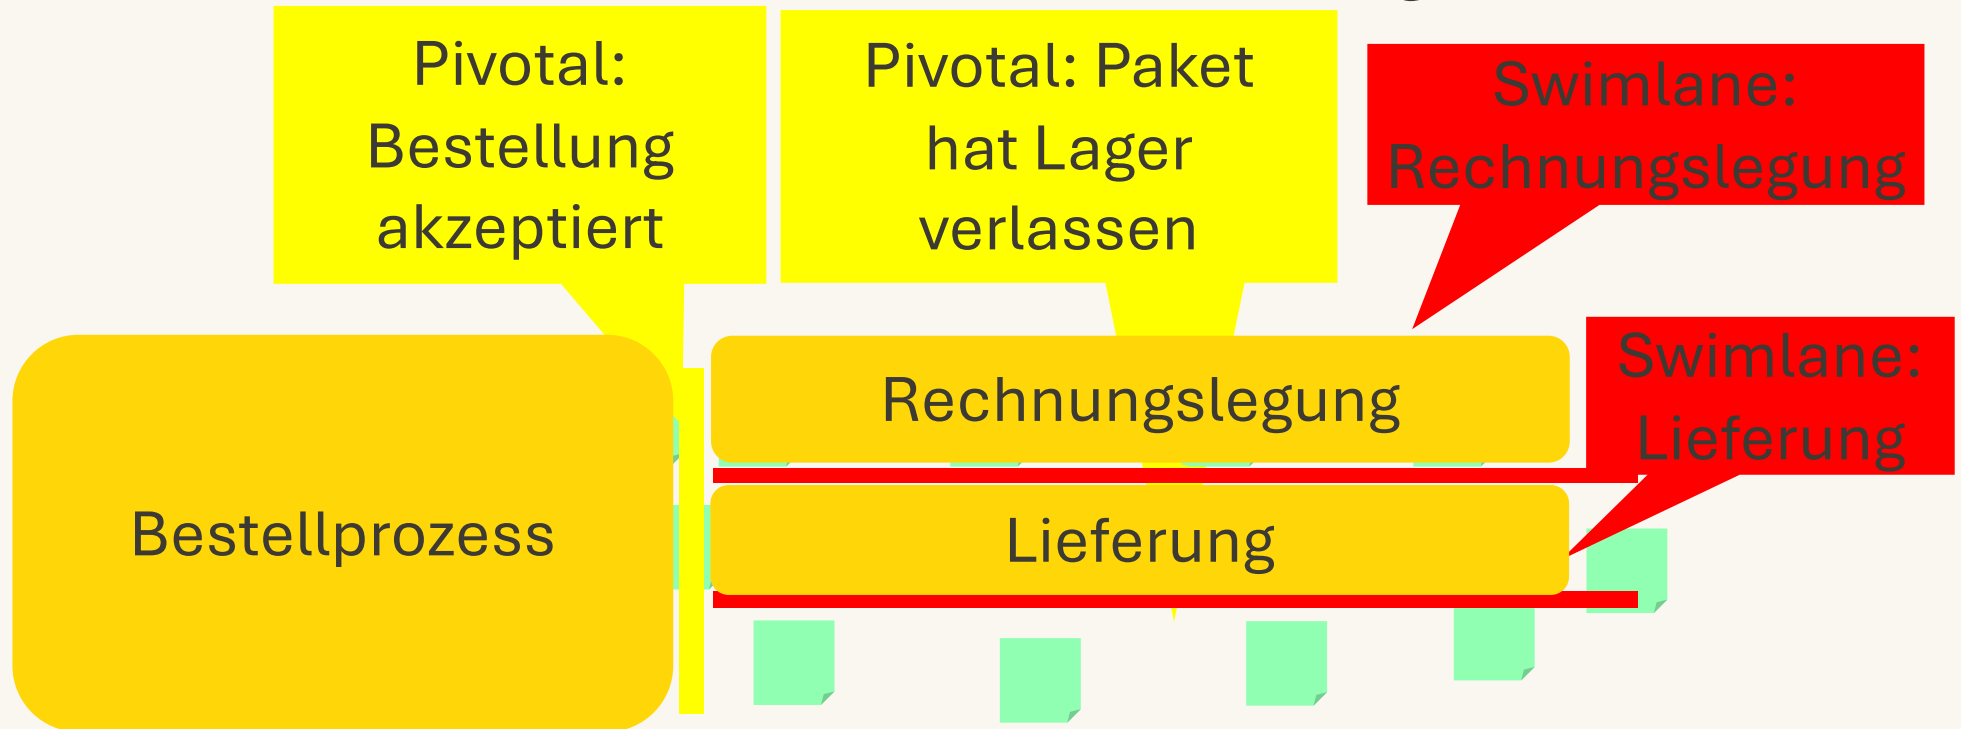 Pivotal:
Bestellung
akzeptiert
Pivotal: Paket
hat Lager
verlassen
Swimlane:
Rechnungslegung
Swimlane:
Lieferung
Rechnungslegung
Bestellprozess
Lieferung